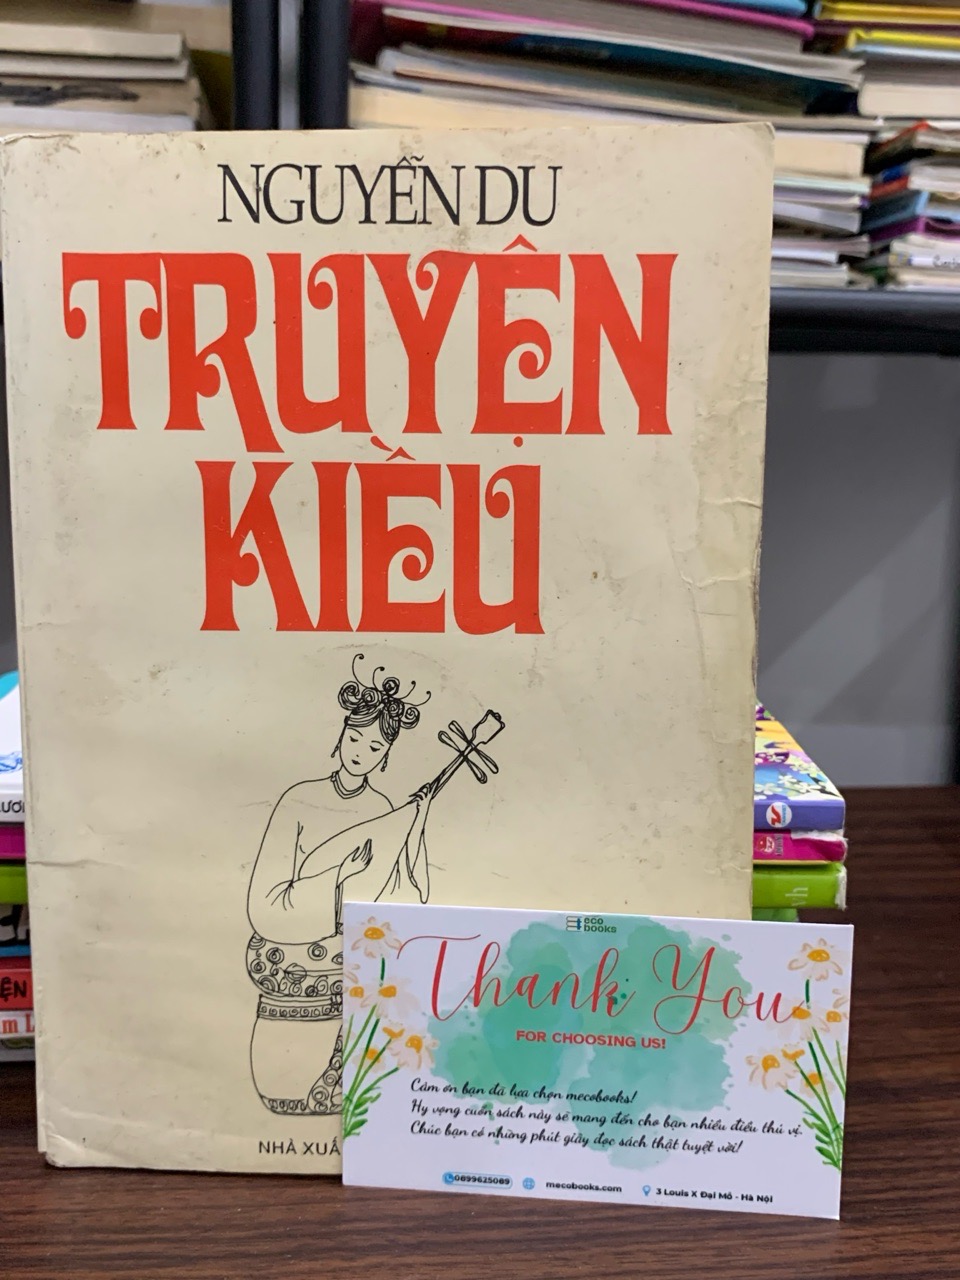 NGUYỄN DU
TRUYỆN
KIỀU
NHÀ XUẤ
eco
books
Thank You
FOR CHOOSING US!
Cảm ơn bạn đã lựa chọn mecobooks!
Hy vọng cuốn sách này sẽ mang đến cho bạn nhiều điều thú vị.
Chúc bạn có những phút giây đọc sách thật tuyệt vời!
0899625089
mecobooks.com
3 Louis X Đại Mỗ - Hà Nội
ỆN